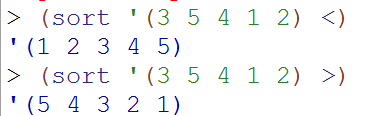 > (sort '(3 5 4 1 2) <)
'(1 2 3 4 5)
> (sort '(3 5 4 1 2) >)
'(5 4 3 2 1)